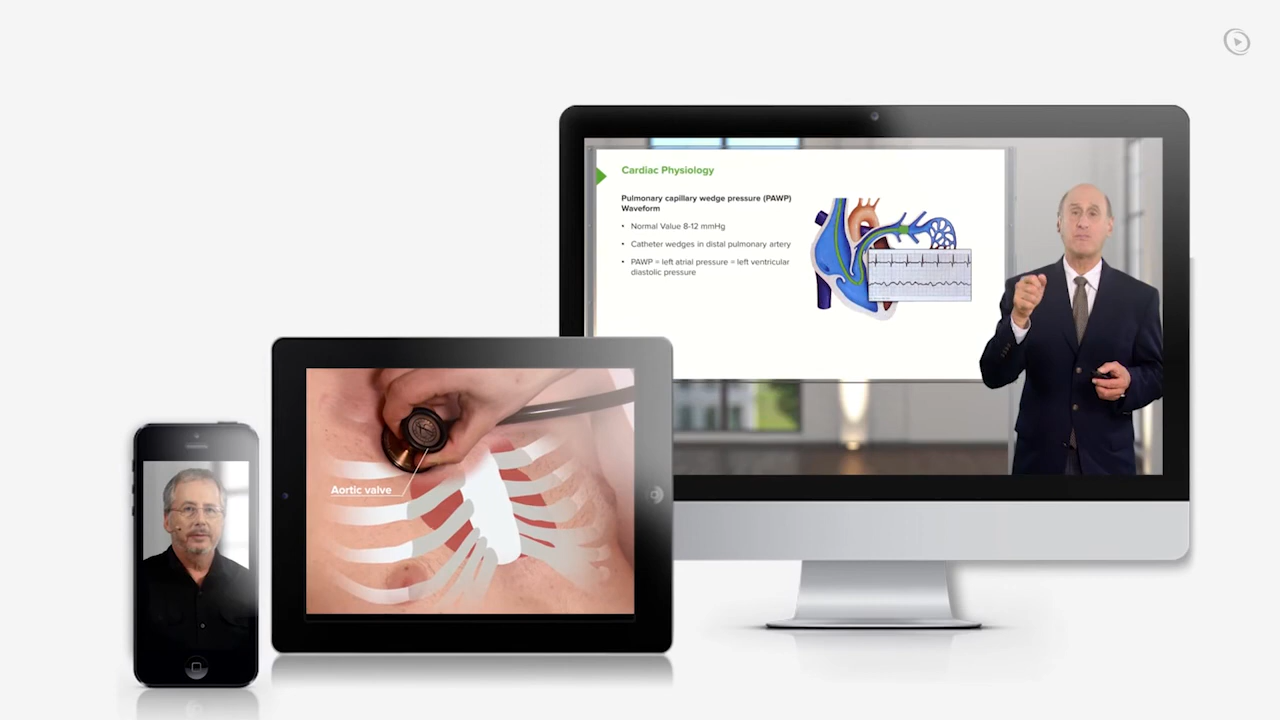 Cardiac Physiology
Pulmonary capillary wedge pressure (PAWP)
Waveform
• Normal Value 8-12 mmHg
• Catheter wedges in distal pulmonary artery
• PAWP = left atrial pressure = left ventricular
diastolic pressure
Aortic valve